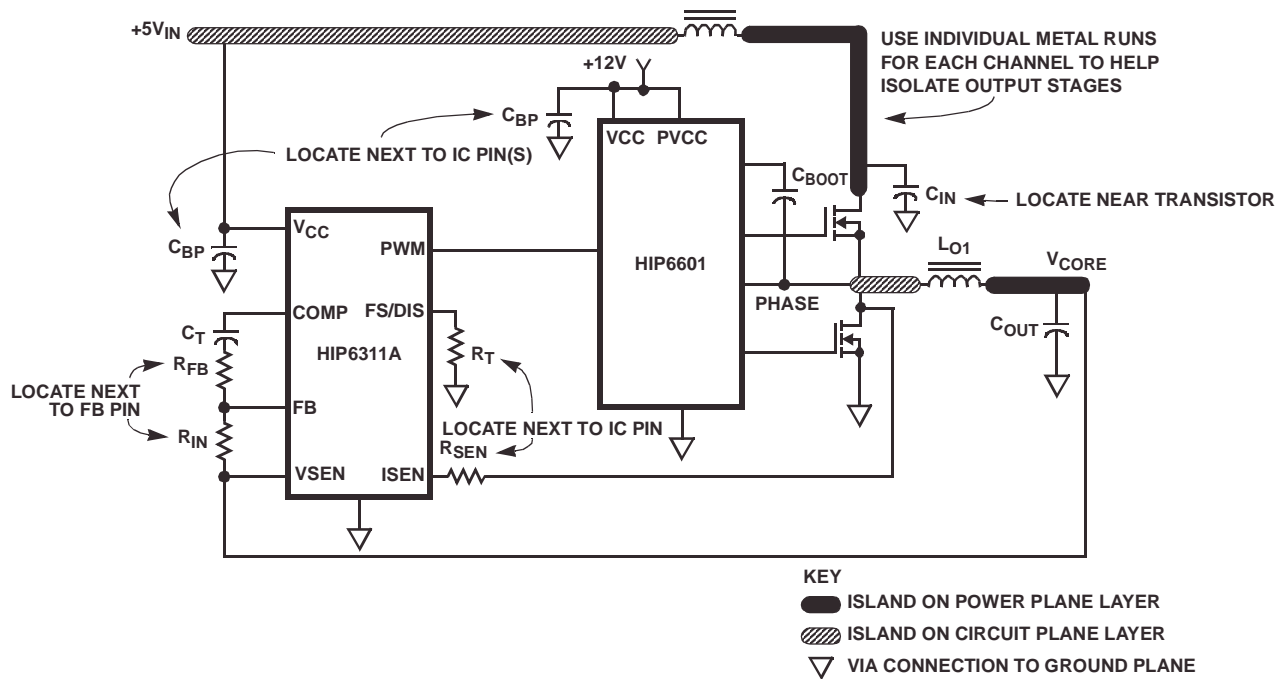 +5VIN
USE INDIVIDUAL METAL RUNS
FOR EACH CHANNEL TO HELP
ISOLATE OUTPUT STAGES
+12V
CBP
VCC PVCC
LOCATE NEXT TO IC PIN(S)
CBOOT
CIN
LOCATE NEAR TRANSISTOR
VCC
CBP
PWM
HIP6601
LO1
VCORE
COMP
FS/DIS
PHASE
COUT
CT
HIP6311A
RFB
RT
LOCATE NEXT
TO FB PIN
FB
RIN
LOCATE NEXT TO IC PIN
RSEN
VSEN
ISEN
KEY
ISLAND ON POWER PLANE LAYER
ISLAND ON CIRCUIT PLANE LAYER
VIA CONNECTION TO GROUND PLANE